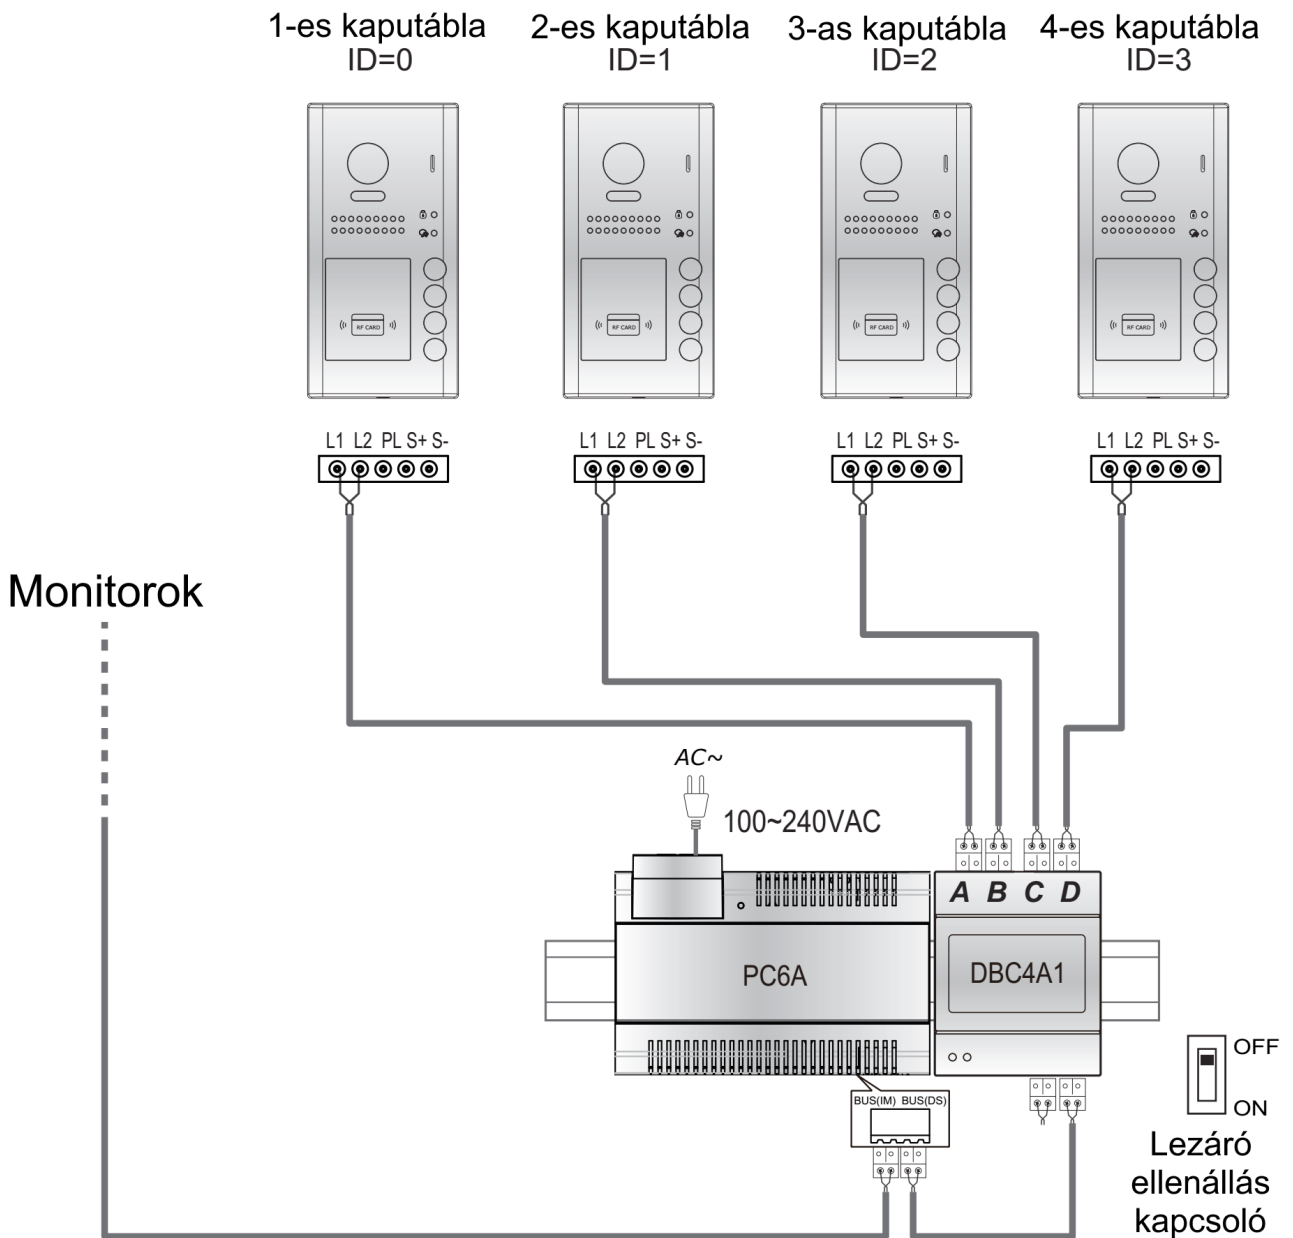 1-es kaputábla 2-es kaputábla 3-as kaputábla 4-es kaputábla
ID=0 ID=1 ID=2 ID=3
RF CARD RF CARD RF CARD RF CARD
L1 L2 PL S+ S- L1 L2 PL S+ S- L1 L2 PL S+ S- L1 L2 PL S+ S-
Monitorok
AC~
100~240VAC
A B C D
PC6A DBC4A1
BUS(IM) BUS(DS)
OFF
ON
Lezáró
ellenállás
kapcsoló